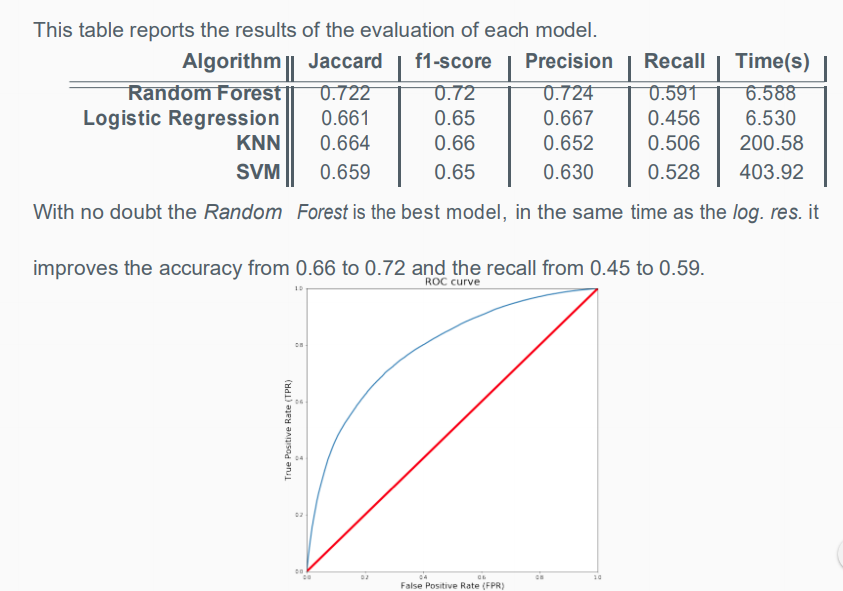 This table reports the results of the evaluation of each model.
Algorithm Jaccard f1-score Precision Recall Time(s)
Random Forest 0.722 0.72 0.724 0.591 6.588
Logistic Regression 0.661 0.65 0.667 0.456 6.530
KNN 0.664 0.66 0.652 0.506 200.58
SVM 0.659 0.65 0.630 0.528 403.92
With no doubt the Random Forest is the best model, in the same time as the log. res. it
improves the accuracy from 0.66 to 0.72 and the recall from 0.45 to 0.59.
ROC curve
1.0
0.8
0.6
0.4
0.2
0.0
True Positive Rate (TPR)
0.0 0.2 0.4 0.6 0.8 1.0
False Positive Rate (FPR)